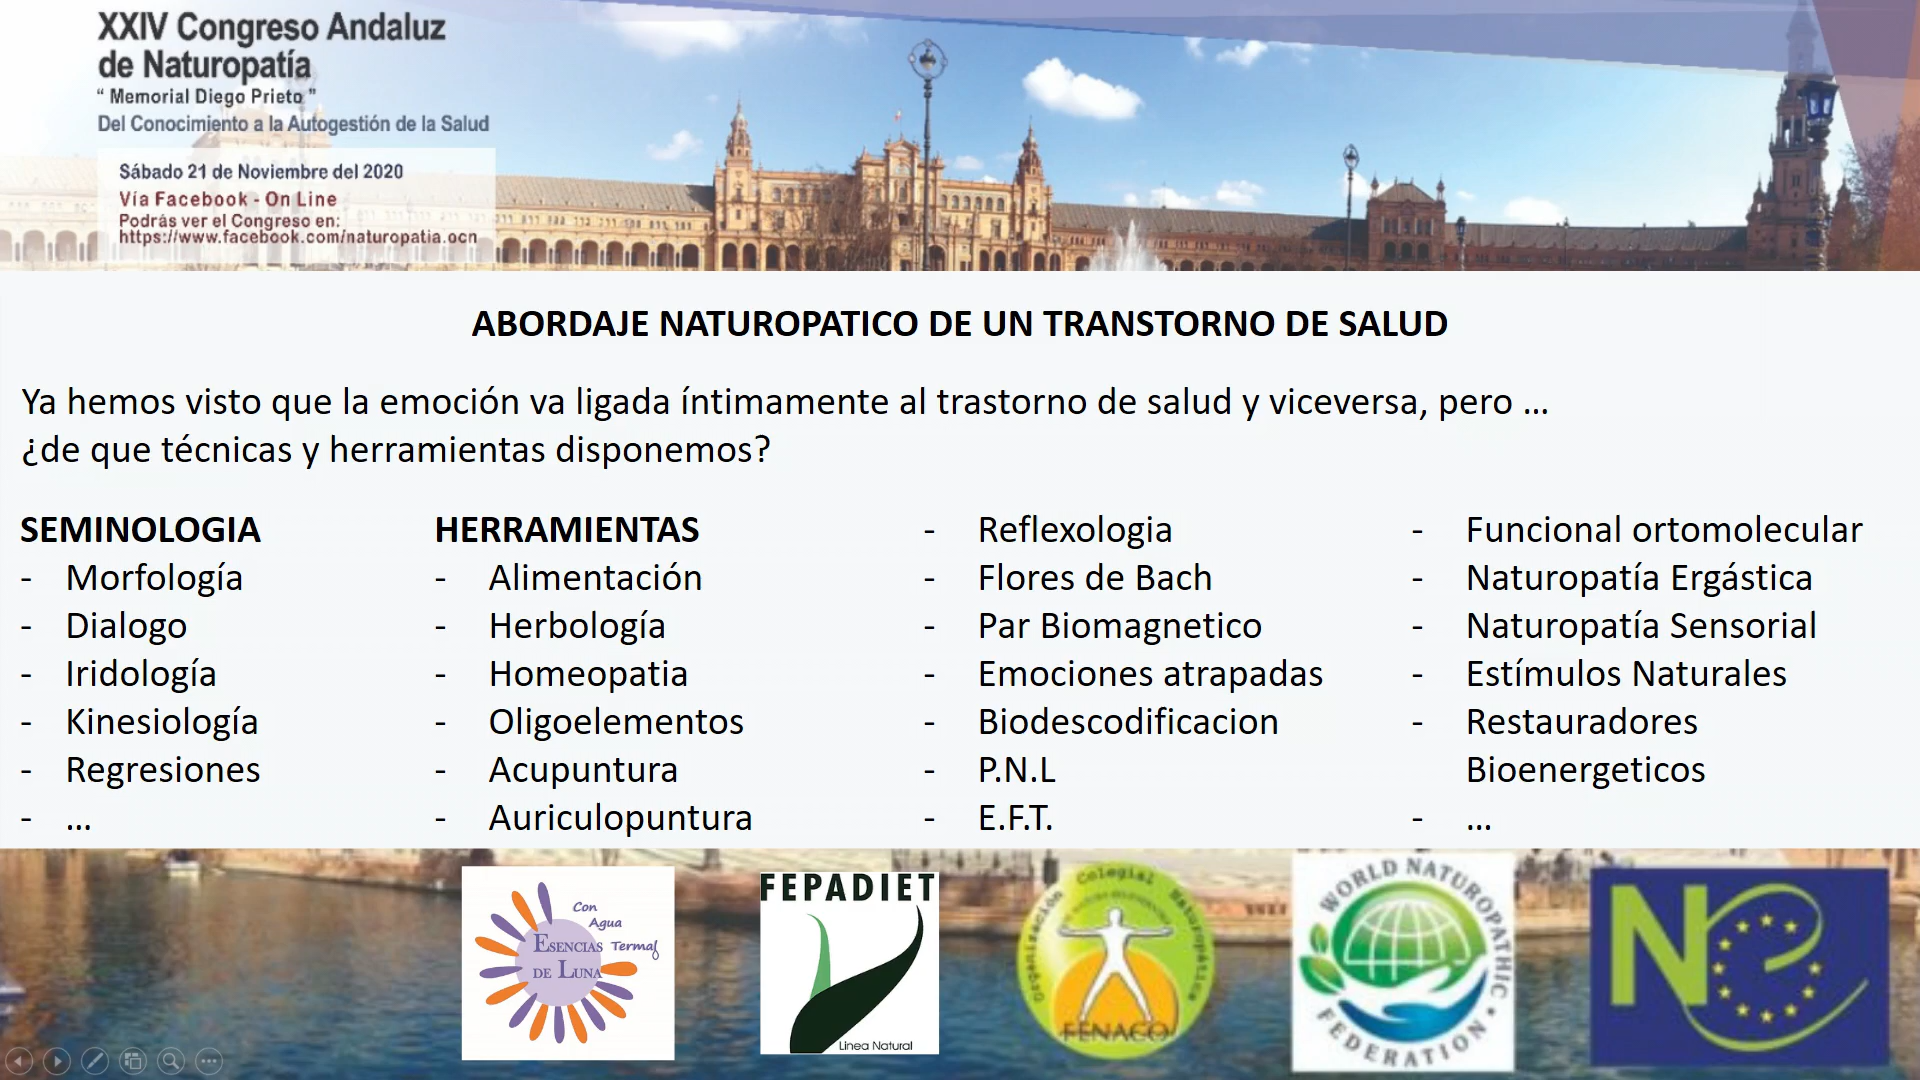 XXIV Congreso Andaluz
de Naturopatía
“ Memorial Diego Prieto ”
Del Conocimiento a la Autogestión de la Salud
Sábado 21 de Noviembre del 2020
Vía Facebook - On Line
Podrás ver el Congreso en:
https://www.facebook.com/naturopatia.ocn
ABORDAJE NATUROPATICO DE UN TRANSTORNO DE SALUD
Ya hemos visto que la emoción va ligada íntimamente al trastorno de salud y viceversa, pero ...
¿de que técnicas y herramientas disponemos?
SEMINOLOGIA
- Morfología
- Dialogo
- Iridología
- Kinesiología
- Regresiones
- ...
HERRAMIENTAS
- Alimentación
- Herbología
- Homeopatia
- Oligoelementos
- Acupuntura
- Auriculopuntura
- Reflexologia
- Flores de Bach
- Par Biomagnetico
- Emociones atrapadas
- Biodescodificacion
- P.N.L
- E.F.T.
- Funcional ortomolecular
- Naturopatía Ergástica
- Naturopatía Sensorial
- Estímulos Naturales
- Restauradores
Bioenergeticos
- ...
Con
Agua
Termal
ESENCIAS
DE LUNA
FEPADIET
Linea Natural
Organización Colegial Naturopática
FENACO
WORLD NATUROPATHIC
FEDERATION
Ne